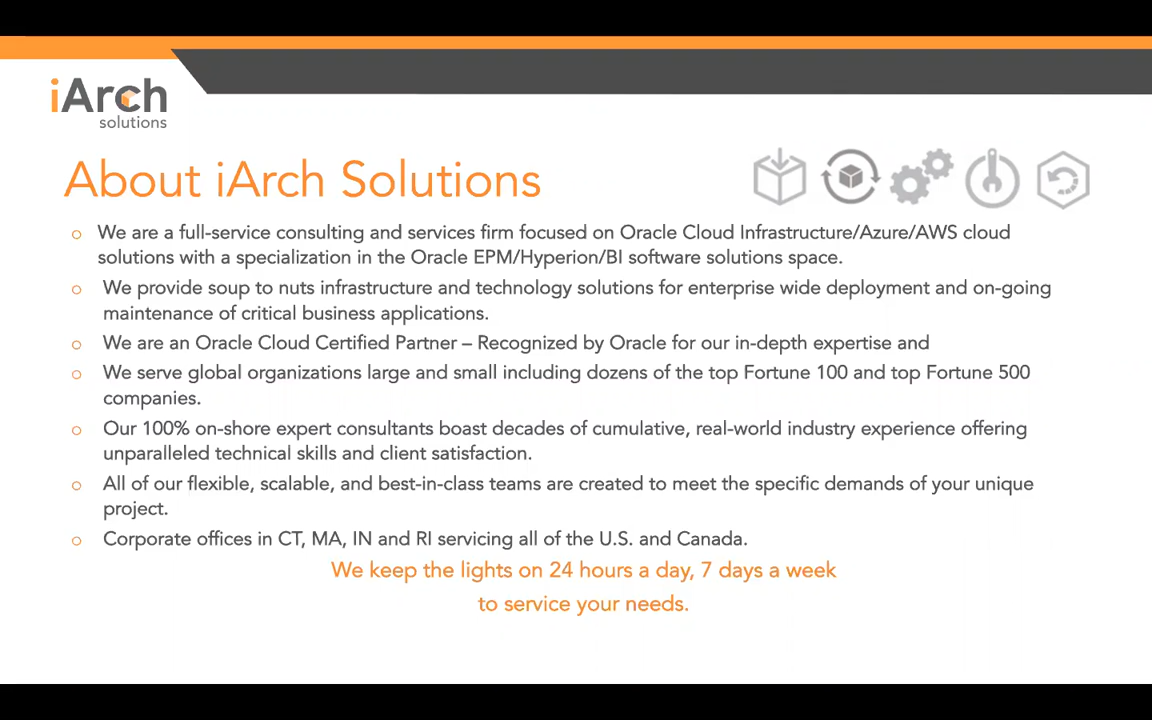 iArch
solutions
About iArch Solutions
o We are a full-service consulting and services firm focused on Oracle Cloud Infrastructure/Azure/AWS cloud
solutions with a specialization in the Oracle EPM/Hyperion/BI software solutions space.
o We provide soup to nuts infrastructure and technology solutions for enterprise wide deployment and on-going
maintenance of critical business applications.
o We are an Oracle Cloud Certified Partner – Recognized by Oracle for our in-depth expertise and
o We serve global organizations large and small including dozens of the top Fortune 100 and top Fortune 500
companies.
o Our 100% on-shore expert consultants boast decades of cumulative, real-world industry experience offering
unparalleled technical skills and client satisfaction.
o All of our flexible, scalable, and best-in-class teams are created to meet the specific demands of your unique
project.
o Corporate offices in CT, MA, IN and RI servicing all of the U.S. and Canada.
We keep the lights on 24 hours a day, 7 days a week
to service your needs.